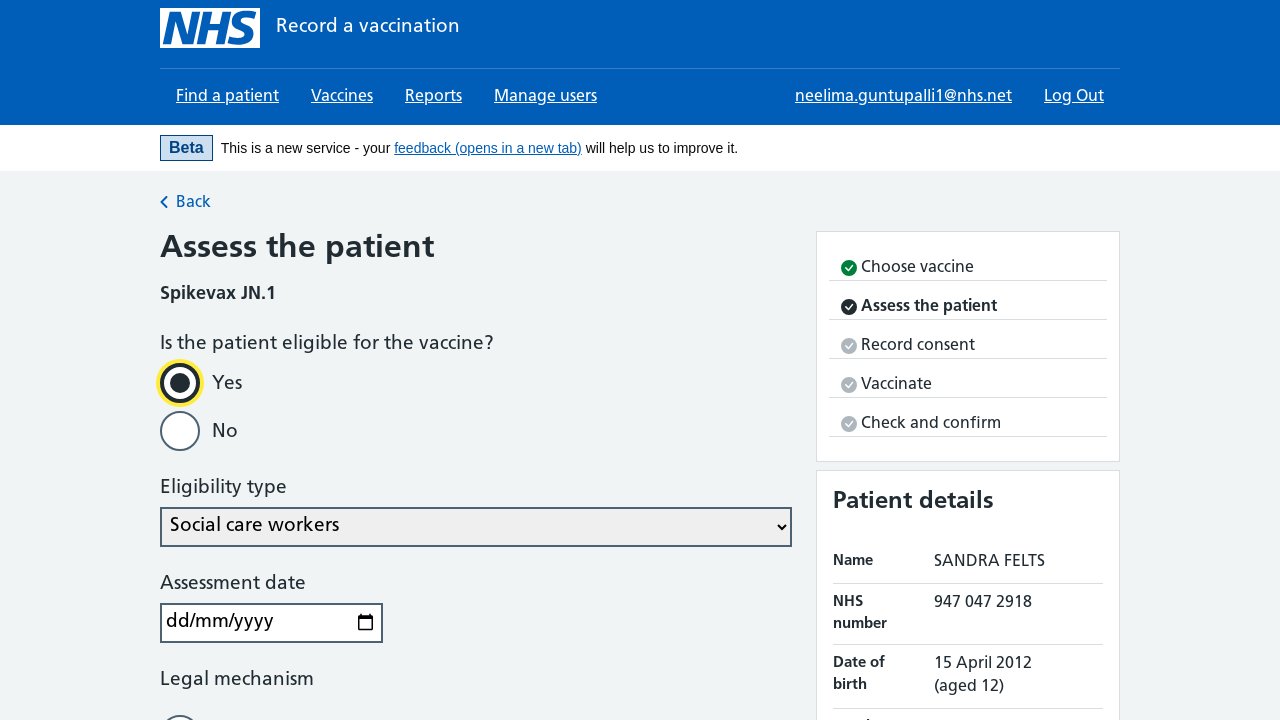 NHS Record a vaccination
Find a patient Vaccines Reports Manage users neelima.guntupalli1@nhs.net Log Out
Beta This is a new service - your feedback (opens in a new tab) will help us to improve it.
Back
Assess the patient
Spikevax JN.1
Is the patient eligible for the vaccine?
Yes
No
Eligibility type
Social care workers
Assessment date
dd/mm/yyyy
Legal mechanism
Choose vaccine
Assess the patient
Record consent
Vaccinate
Check and confirm
Patient details
Name SANDRA FELTS
NHS number 947 047 2918
Date of birth 15 April 2012 (aged 12)